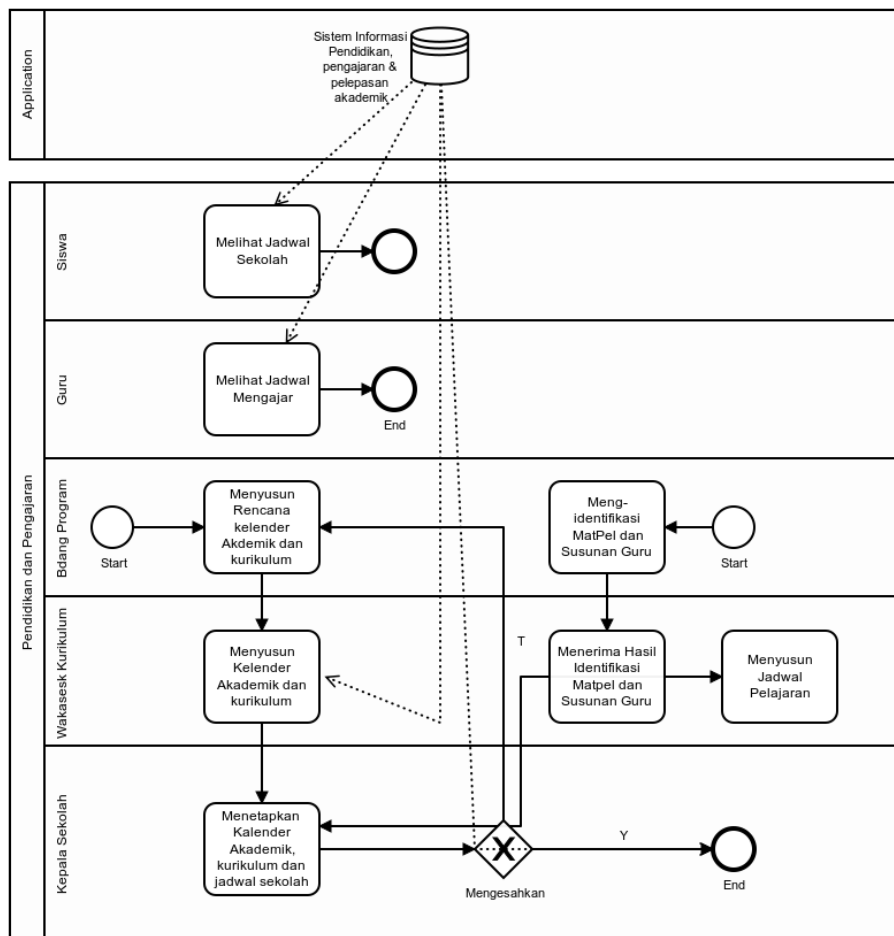 Application
Sistem Informasi
Pendidikan,
pengajaran &
pelepasan
akademik
Pendidikan dan Pengajaran
Siswa
Melihat Jadwal
Sekolah
Guru
Melihat Jadwal
Mengajar
End
Bdang Program
Start
Menyusun
Rencana
kelender
Akdemik dan
kurikulum
Meng-
identifikasi
MatPel dan
Susunan Guru
Start
Wakasesk Kurikulum
Menyusun
Kelender
Akademik dan
kurikulum
T
Menerima Hasil
Identifikasi
Matpel dan
Susunan Guru
Menyusun
Jadwal
Pelajaran
Kepala Sekolah
Menetapkan
Kalender
Akademik,
kurikulum dan
jadwal sekolah
X
Mengesahkan
Y
End